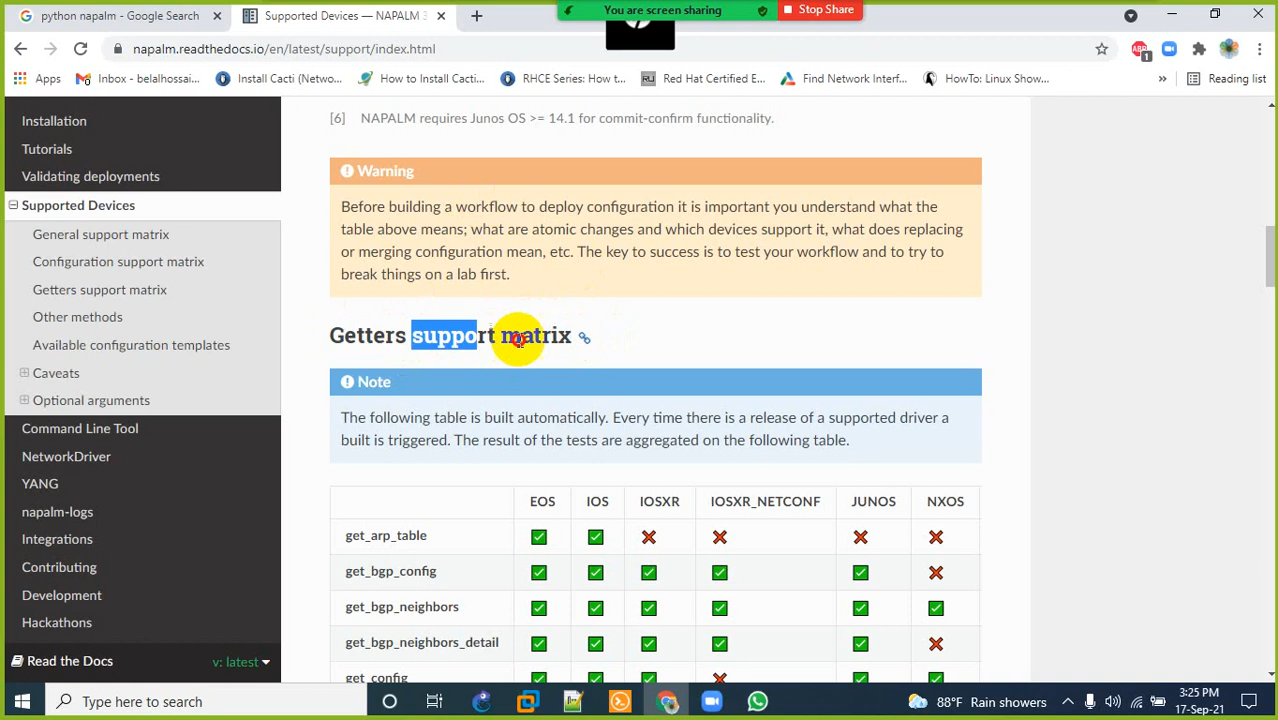 python napalm - Google Search
Supported Devices — NAPALM 3
You are screen sharing
Stop Share
napalm.readthedocs.io/en/latest/support/index.html
ABP
1
Apps
Inbox - belalhossai...
Install Cacti (Netwo...
How to Install Cacti...
RHCE Series: How t...
Red Hat Certified E...
Find Network Interf...
HowTo: Linux Show...
»
Reading list
Installation
Tutorials
Validating deployments
Supported Devices
General support matrix
Configuration support matrix
Getters support matrix
Other methods
Available configuration templates
Caveats
Optional arguments
Command Line Tool
NetworkDriver
YANG
napalm-logs
Integrations
Contributing
Development
Hackathons
Read the Docs
v: latest
[6] NAPALM requires Junos OS >= 14.1 for commit-confirm functionality.
Warning
Before building a workflow to deploy configuration it is important you understand what the
table above means; what are atomic changes and which devices support it, what does replacing
or merging configuration mean, etc. The key to success is to test your workflow and to try to
break things on a lab first.
Getters support matrix
Note
The following table is built automatically. Every time there is a release of a supported driver a
built is triggered. The result of the tests are aggregated on the following table.
EOS IOS IOSXR IOSXR_NETCONF JUNOS NXOS
get_arp_table ✅ ✅ ❌ ❌ ❌ ❌
get_bgp_config ✅ ✅ ✅ ✅ ✅ ❌
get_bgp_neighbors ✅ ✅ ✅ ✅ ✅ ✅
get_bgp_neighbors_detail ✅ ✅ ✅ ✅ ✅ ❌
get_config ✅ ✅ ✅ ❌ ✅ ✅
Type here to search
88°F Rain showers
3:25 PM
17-Sep-21